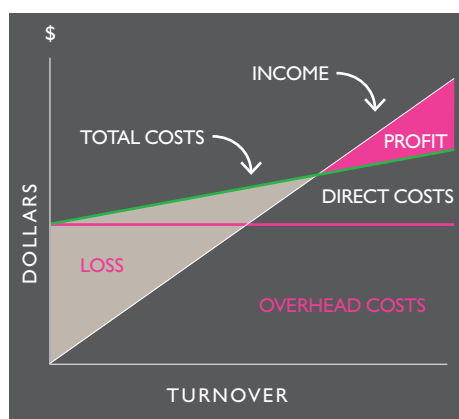 $
INCOME
TOTAL COSTS
PROFIT
DIRECT COSTS
DOLLARS
LOSS
OVERHEAD COSTS
TURNOVER